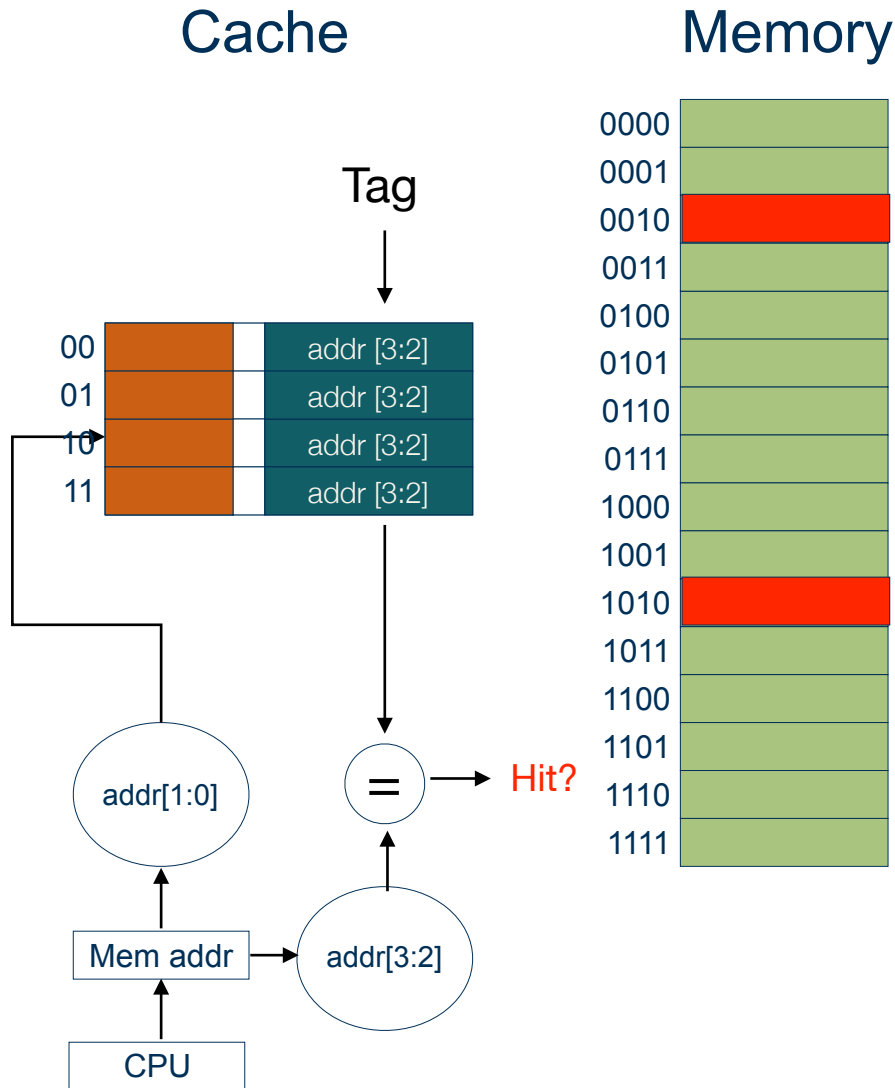 Cache
Memory
Tag
00 addr [3:2]
01 addr [3:2]
10 addr [3:2]
11 addr [3:2]
0000
0001
0010
0011
0100
0101
0110
0111
1000
1001
1010
1011
1100
1101
1110
1111
addr[1:0]
=
Hit?
Mem addr
addr[3:2]
CPU